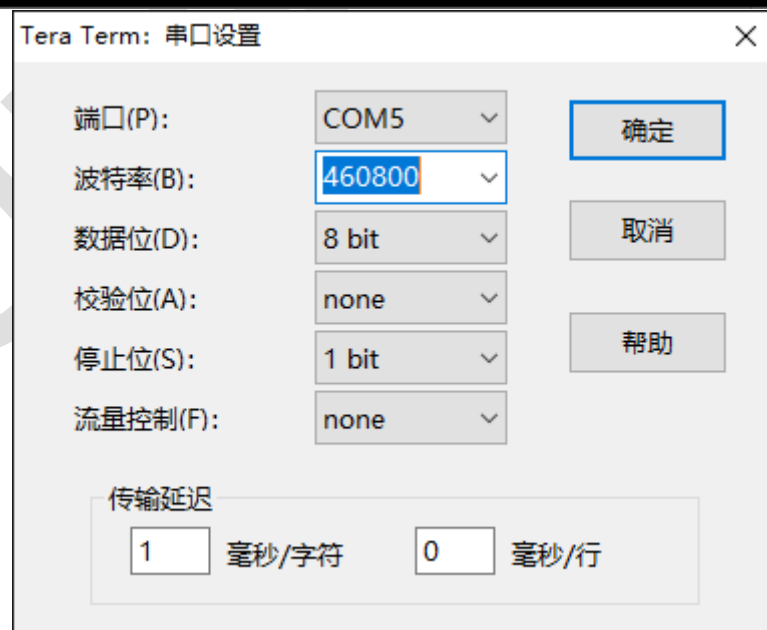 Tera Term: 串口设置
端口(P):
COM5
确定
波特率(B):
460800
数据位(D):
8 bit
取消
校验位(A):
none
停止位(S):
1 bit
帮助
流量控制(F):
none
传输延迟
1 毫秒/字符 0 毫秒/行